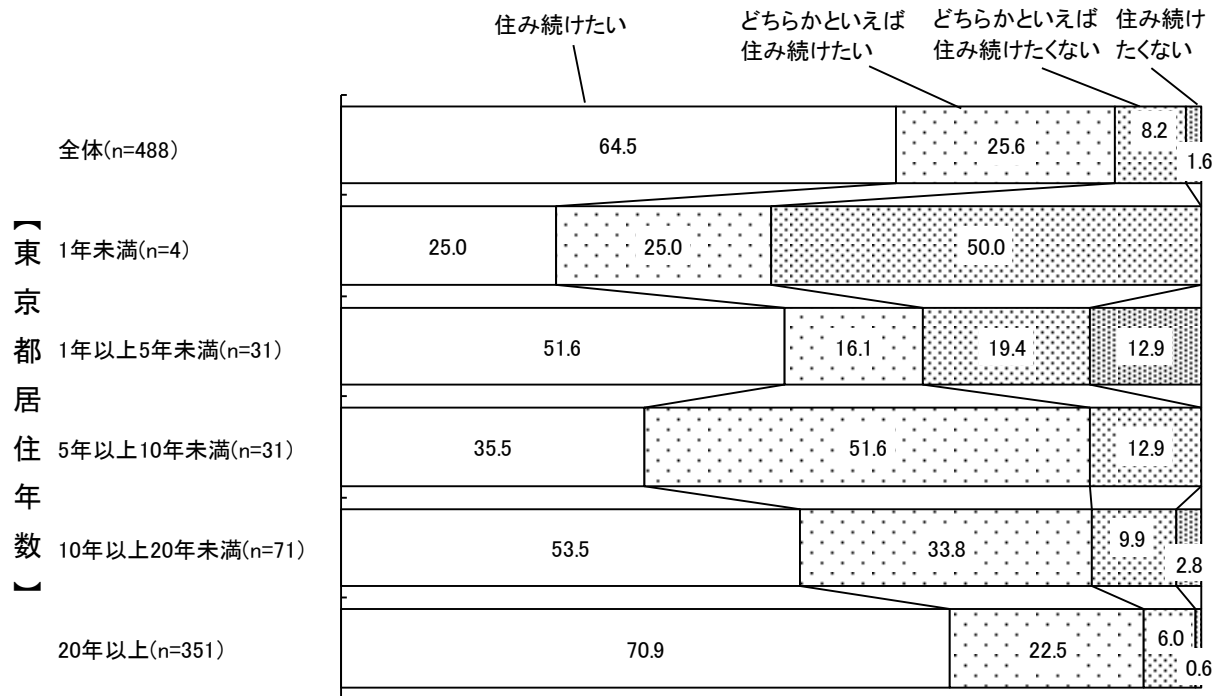 住み続けたい
どちらかといえば
住み続けたい
どちらかといえば
住み続けたくない
住み続け
たくない
全体(n=488)
64.5
25.6
8.2
1.6
【東京都居住年数】
1年未満(n=4)
25.0
25.0
50.0
1年以上5年未満(n=31)
51.6
16.1
19.4
12.9
5年以上10年未満(n=31)
35.5
51.6
12.9
10年以上20年未満(n=71)
53.5
33.8
9.9
2.8
20年以上(n=351)
70.9
22.5
6.0
0.6